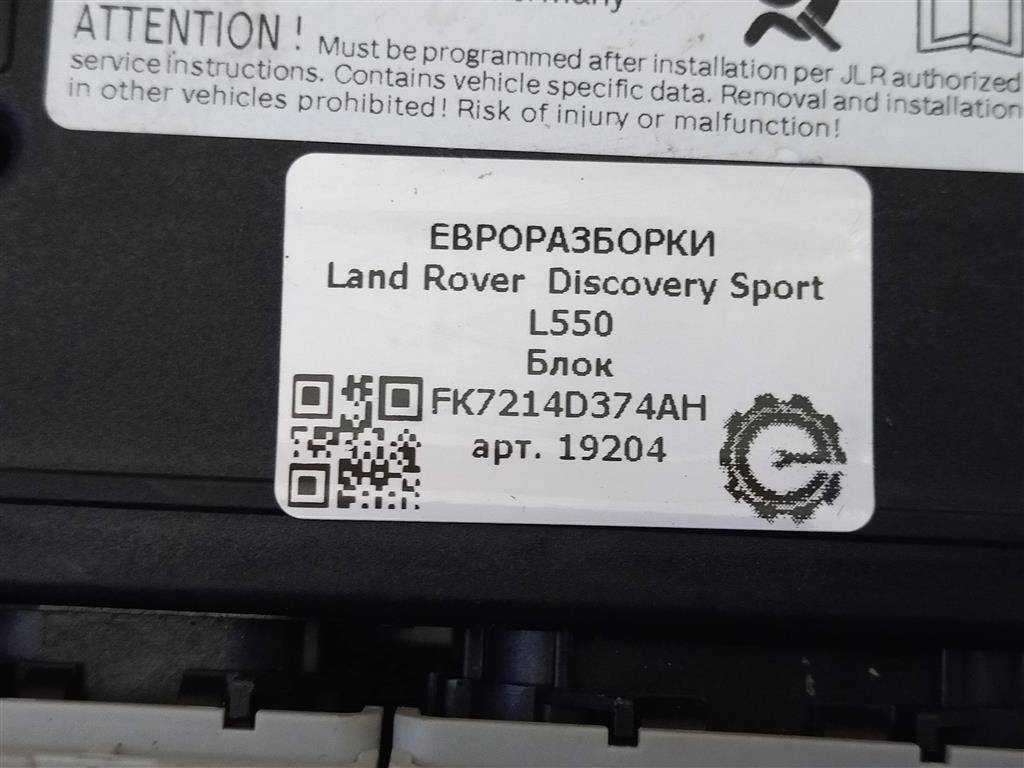 ATTENTION! Must be programmed after installation per JLR authorized
service instructions. Contains vehicle specific data. Removal and installation
in other vehicles prohibited! Risk of injury or malfunction!
ЕВРОРАЗБОРКИ
Land Rover Discovery Sport
L550
Блок
FK7214D374AH
арт. 19204